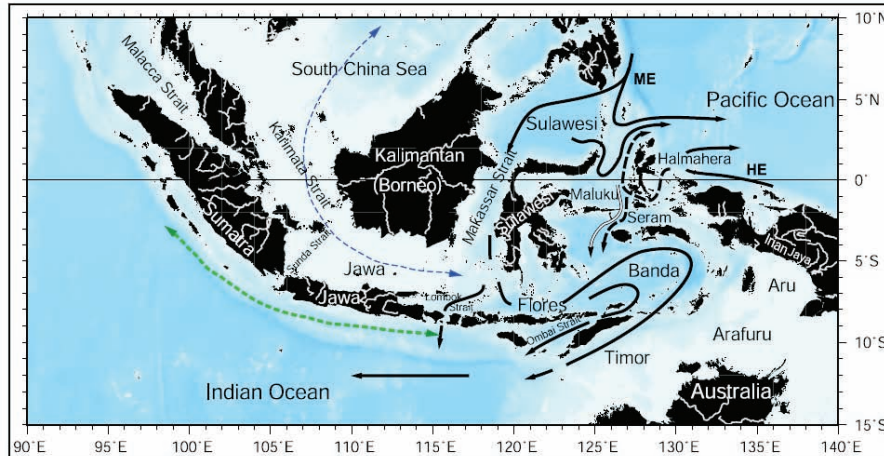 10°N
Malacca Strait
South China Sea
ME
Pacific Ocean
5°N
Sulawesi
Karimata Strait
Kalimantan
(Borneo)
Makassar Strait
Halmahera
HE
0°
Maluku
Sumatra
Sulawesi
Seram
Sunda Strait
Irian Jaya
5°S
Jawa
Banda
Jawa
Lombok
Strait
Flores
Aru
Ombai Strait
Arafuru
10°S
Timor
Indian Ocean
Australia
15°S
90°E
95°E
100°E
105°E
110°E
115°E
120°E
125°E
130°E
135°E
140°E